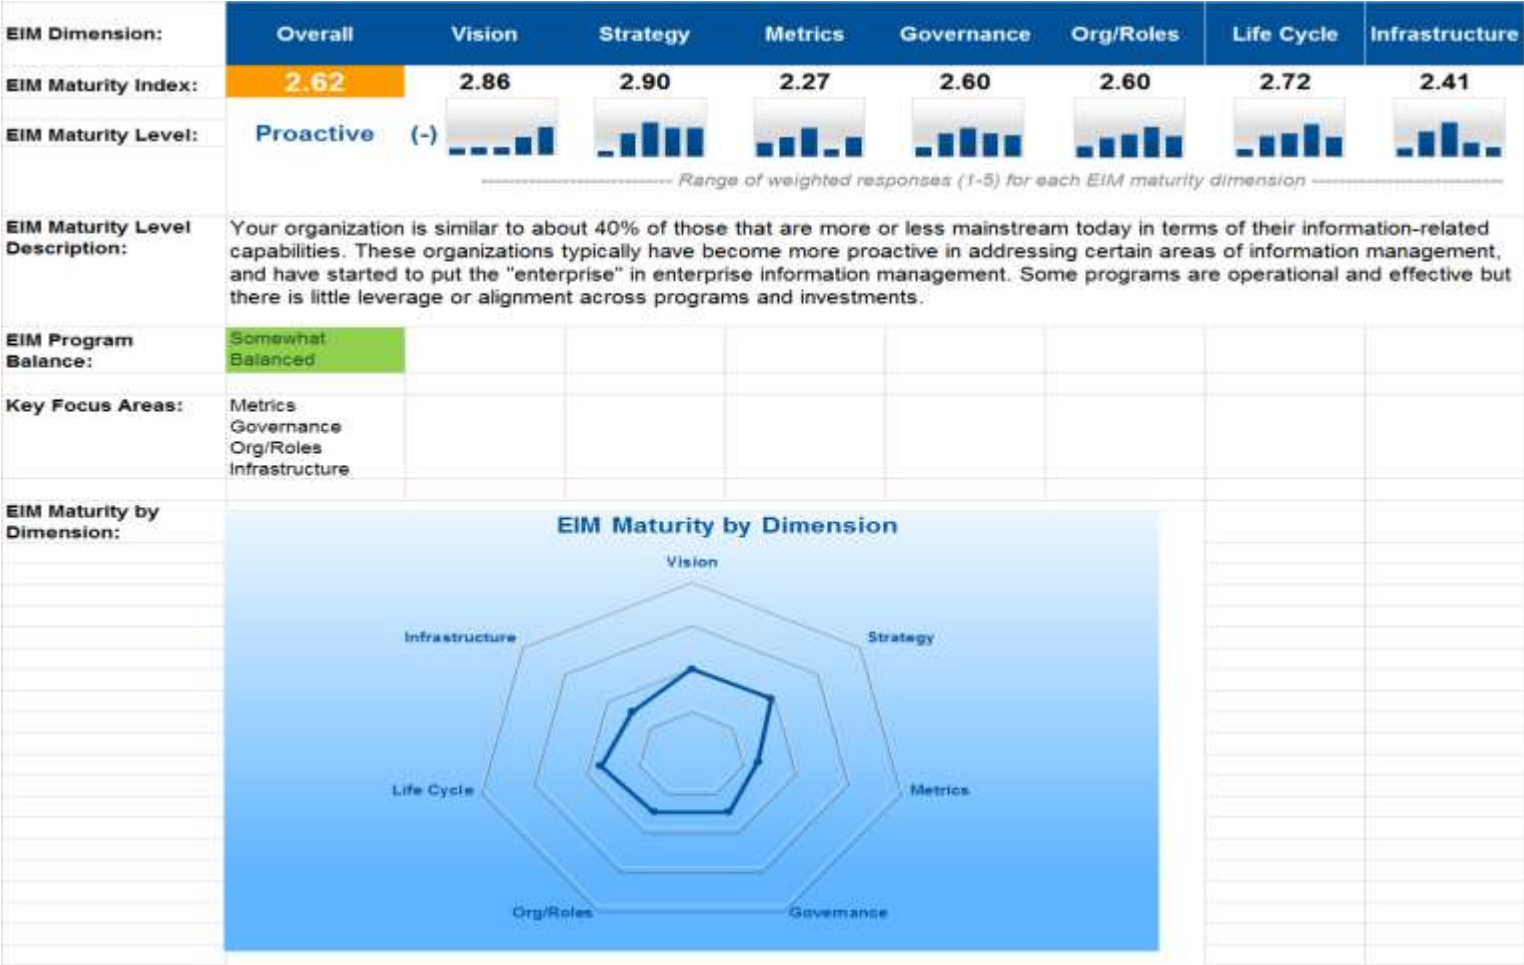 EIM Dimension: Overall Vision Strategy Metrics Governance Org/Roles Life Cycle Infrastructure
EIM Maturity Index: 2.62 2.86 2.90 2.27 2.60 2.60 2.72 2.41
EIM Maturity Level: Proactive (-)
Range of weighted responses (1-5) for each EIM maturity dimension
EIM Maturity Level
Description:
Your organization is similar to about 40% of those that are more or less mainstream today in terms of their information-related
capabilities. These organizations typically have become more proactive in addressing certain areas of information management,
and have started to put the "enterprise" in enterprise information management. Some programs are operational and effective but
there is little leverage or alignment across programs and investments.
EIM Program
Balance:
Somewhat
Balanced
Key Focus Areas:
Metrics
Governance
Org/Roles
Infrastructure
EIM Maturity by
Dimension:
EIM Maturity by Dimension
Vision
Infrastructure
Strategy
Life Cycle
Metrics
Org/Roles
Governance